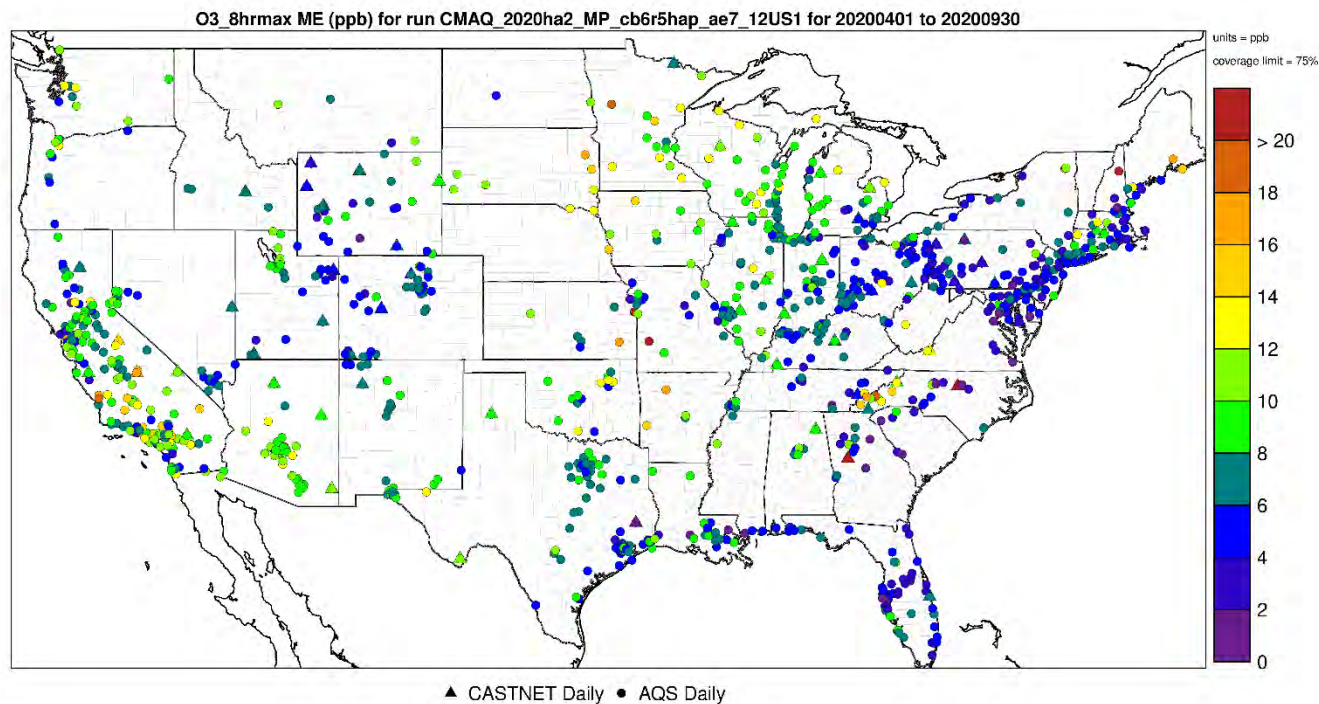 O3_8hrmax ME (ppb) for run CMAQ_2020ha2_MP_cb6r5hap_ae7_12US1 for 20200401 to 20200930
units = ppb
coverage limit = 75%
> 20
18
16
14
12
10
8
6
4
2
0
▲ CASTNET Daily ● AQS Daily